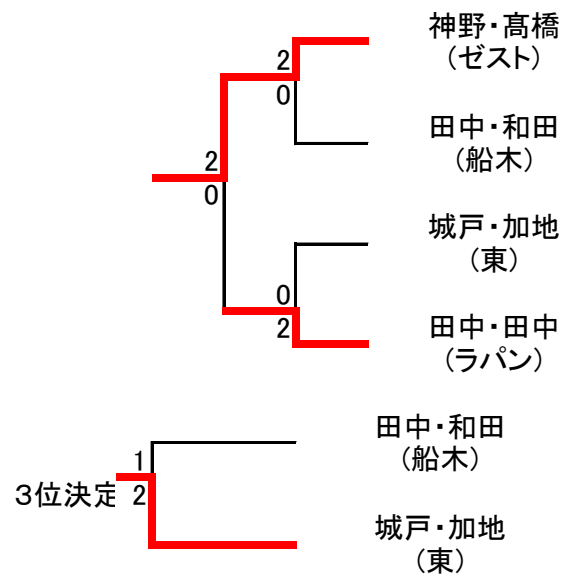 神野・髙橋
(ゼスト)
2
0
田中・和田
(船木)
2
0
城戸・加地
(東)
0
2
田中・田中
(ラパン)
田中・和田
(船木)
1
3位決定
2
城戸・加地
(東)